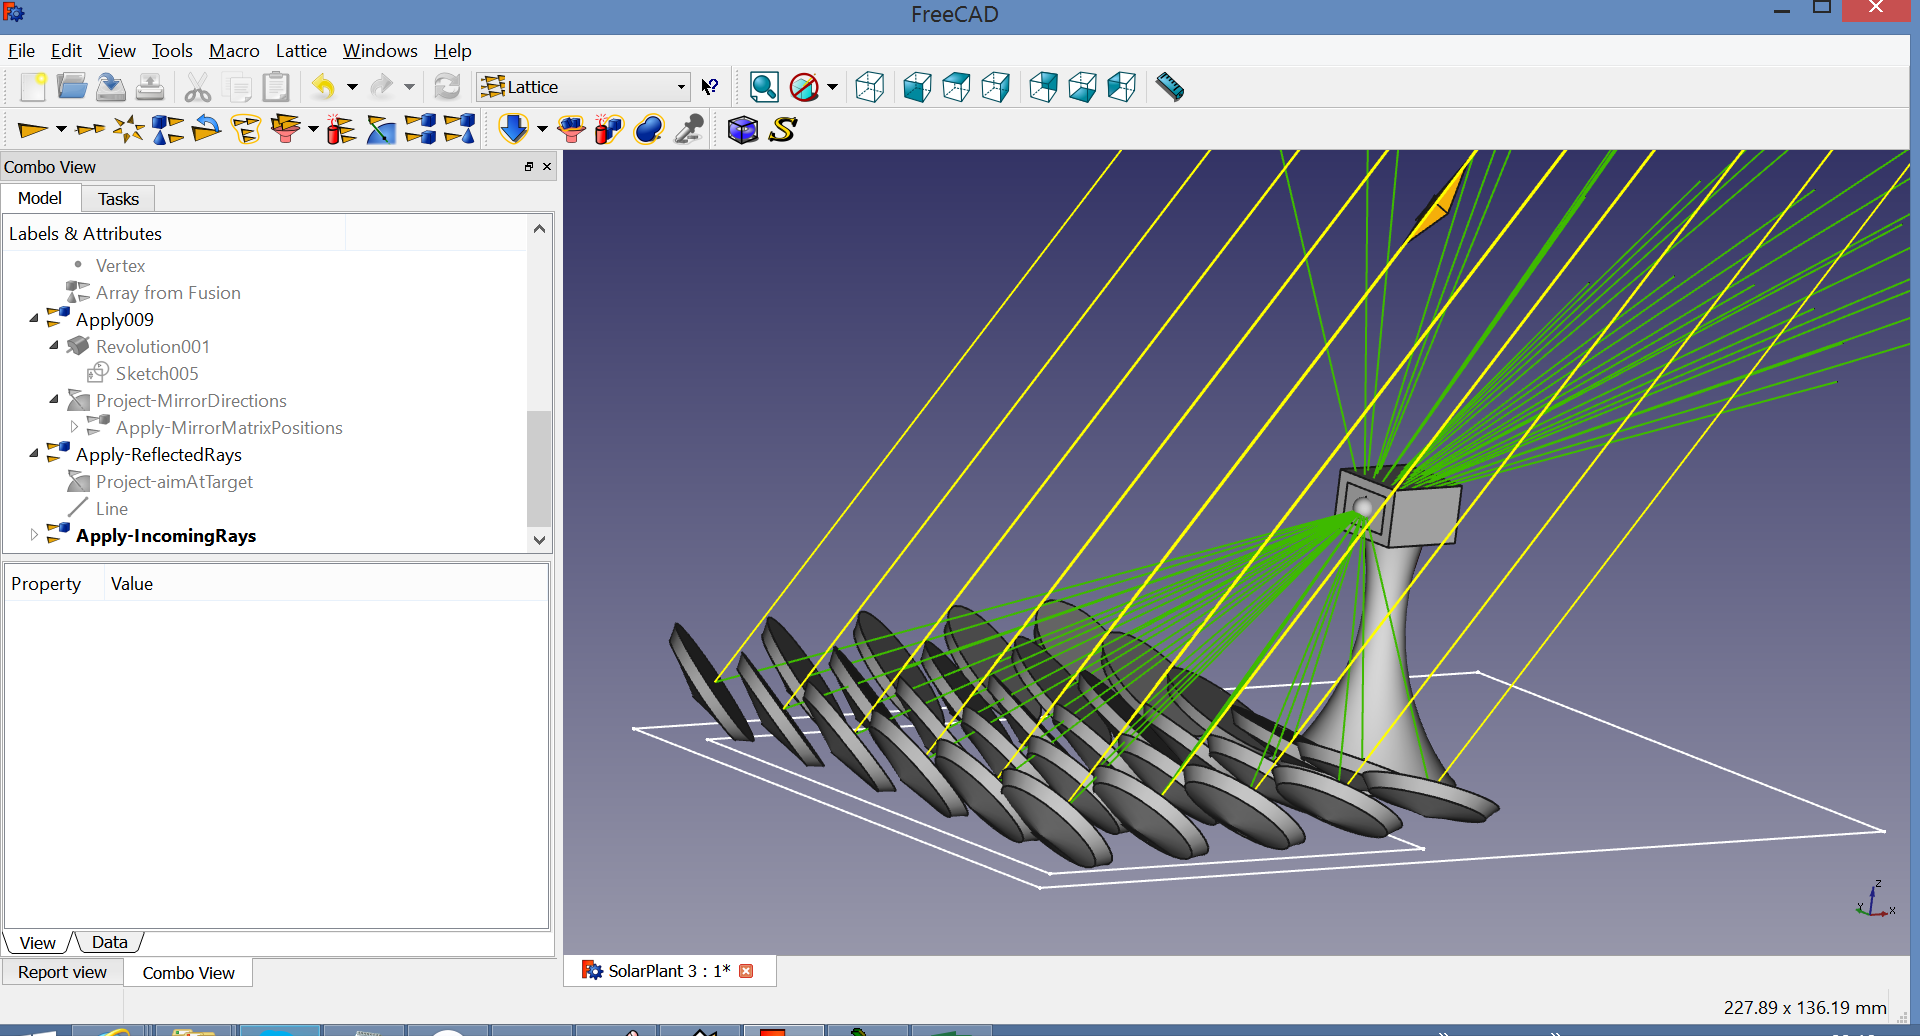 FreeCAD
File Edit View Tools Macro Lattice Windows Help
Lattice
Combo View
Model Tasks
Labels & Attributes
Vertex
Array from Fusion
Apply009
Revolution001
Sketch005
Project-MirrorDirections
Apply-MirrorMatrixPositions
Apply-ReflectedRays
Project-aimAtTarget
Line
Apply-IncomingRays
Property Value
View Data
Report view Combo View
SolarPlant 3 : 1*
Z
Y
X
227.89 x 136.19 mm